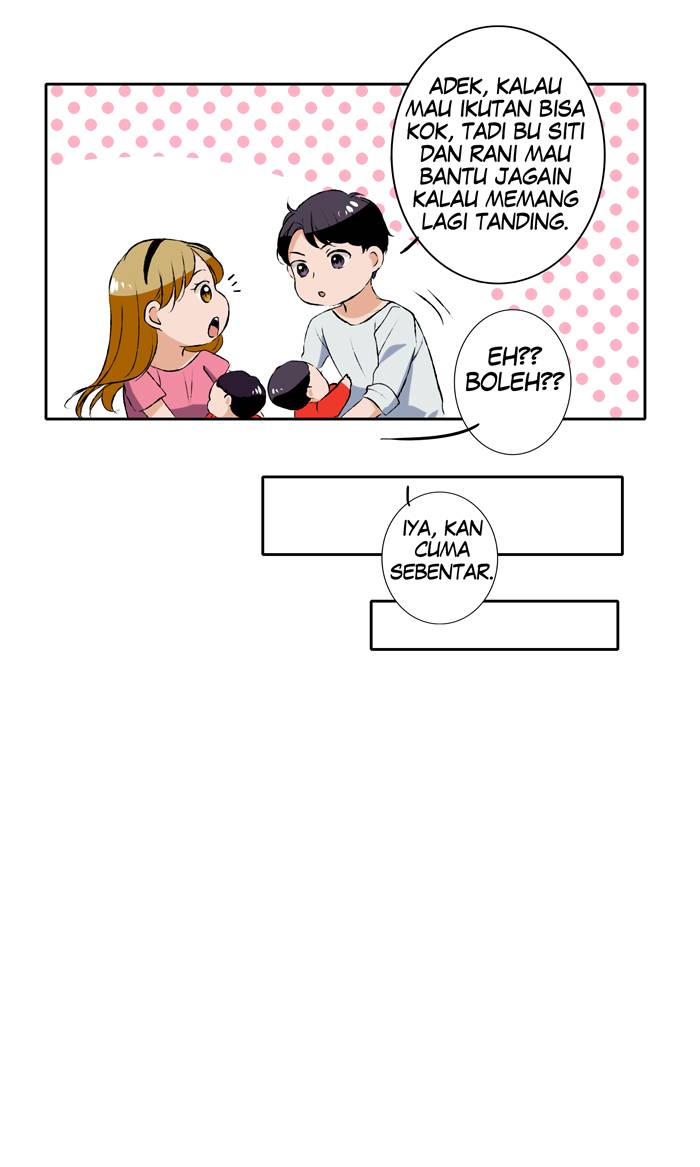 ADEK, KALAU
MAU IKUTAN BISA
KOK, TADI BU SITI
DAN RANI MAU
BANTU JAGAIN
KALAU MEMANG
LAGI TANDING.
EH??
BOLEH??
IYA, KAN
CUMA
SEBENTAR.